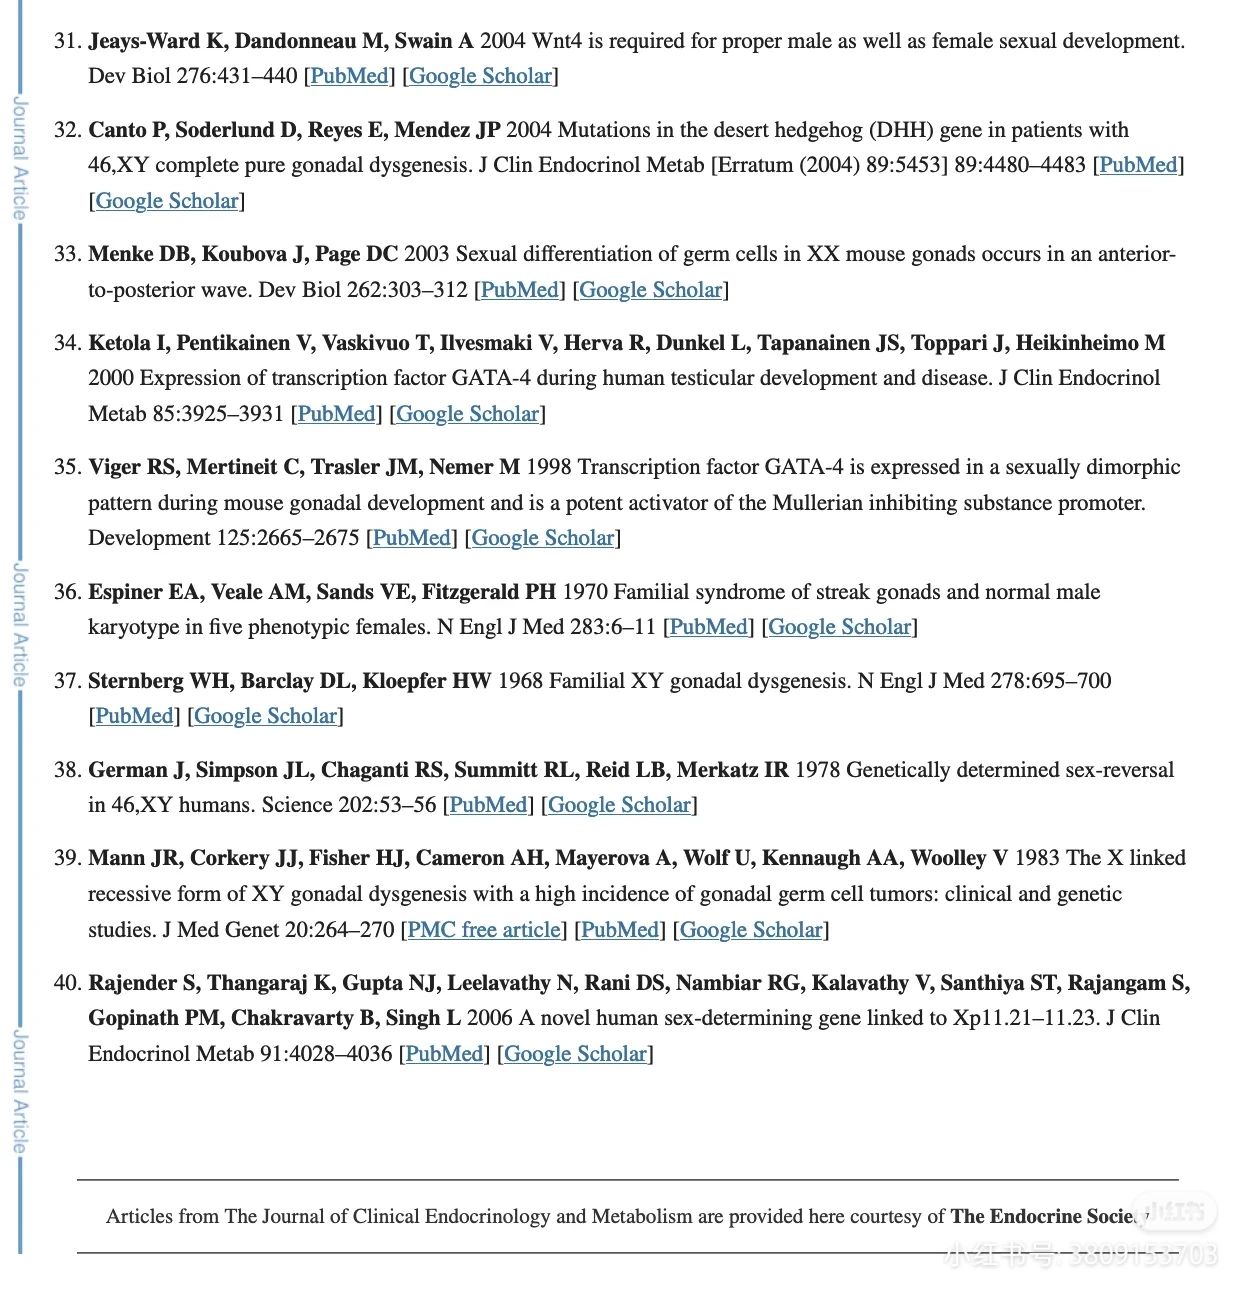 31. Jeays-Ward K, Dandonneau M, Swain A 2004 Wnt4 is required for proper male as well as female sexual development.
Dev Biol 276:431–440 [PubMed] [Google Scholar]
32. Canto P, Soderlund D, Reyes E, Mendez JP 2004 Mutations in the desert hedgehog (DHH) gene in patients with
46,XY complete pure gonadal dysgenesis. J Clin Endocrinol Metab [Erratum (2004) 89:5453] 89:4480–4483 [PubMed]
[Google Scholar]
33. Menke DB, Koubova J, Page DC 2003 Sexual differentiation of germ cells in XX mouse gonads occurs in an anterior-
to-posterior wave. Dev Biol 262:303–312 [PubMed] [Google Scholar]
34. Ketola I, Pentikainen V, Vaskivuo T, Ilvesmaki V, Herva R, Dunkel L, Tapanainen JS, Toppari J, Heikinheimo M
2000 Expression of transcription factor GATA-4 during human testicular development and disease. J Clin Endocrinol
Metab 85:3925–3931 [PubMed] [Google Scholar]
35. Viger RS, Mertineit C, Trasler JM, Nemer M 1998 Transcription factor GATA-4 is expressed in a sexually dimorphic
pattern during mouse gonadal development and is a potent activator of the Mullerian inhibiting substance promoter.
Development 125:2665–2675 [PubMed] [Google Scholar]
36. Espiner EA, Veale AM, Sands VE, Fitzgerald PH 1970 Familial syndrome of streak gonads and normal male
karyotype in five phenotypic females. N Engl J Med 283:6–11 [PubMed] [Google Scholar]
37. Sternberg WH, Barclay DL, Kloepfer HW 1968 Familial XY gonadal dysgenesis. N Engl J Med 278:695–700
[PubMed] [Google Scholar]
38. German J, Simpson JL, Chaganti RS, Summitt RL, Reid LB, Merkatz IR 1978 Genetically determined sex-reversal
in 46,XY humans. Science 202:53–56 [PubMed] [Google Scholar]
39. Mann JR, Corkery JJ, Fisher HJ, Cameron AH, Mayerova A, Wolf U, Kennaugh AA, Woolley V 1983 The X linked
recessive form of XY gonadal dysgenesis with a high incidence of gonadal germ cell tumors: clinical and genetic
studies. J Med Genet 20:264–270 [PMC free article] [PubMed] [Google Scholar]
40. Rajender S, Thangaraj K, Gupta NJ, Leelavathy N, Rani DS, Nambiar RG, Kalavathy V, Santhiya ST, Rajangam S,
Gopinath PM, Chakravarty B, Singh L 2006 A novel human sex-determining gene linked to Xp11.21–11.23. J Clin
Endocrinol Metab 91:4028–4036 [PubMed] [Google Scholar]
Articles from The Journal of Clinical Endocrinology and Metabolism are provided here courtesy of The Endocrine Society
小红书
小红书号: 3809153703
Journal Article
Journal Article
Journal Article